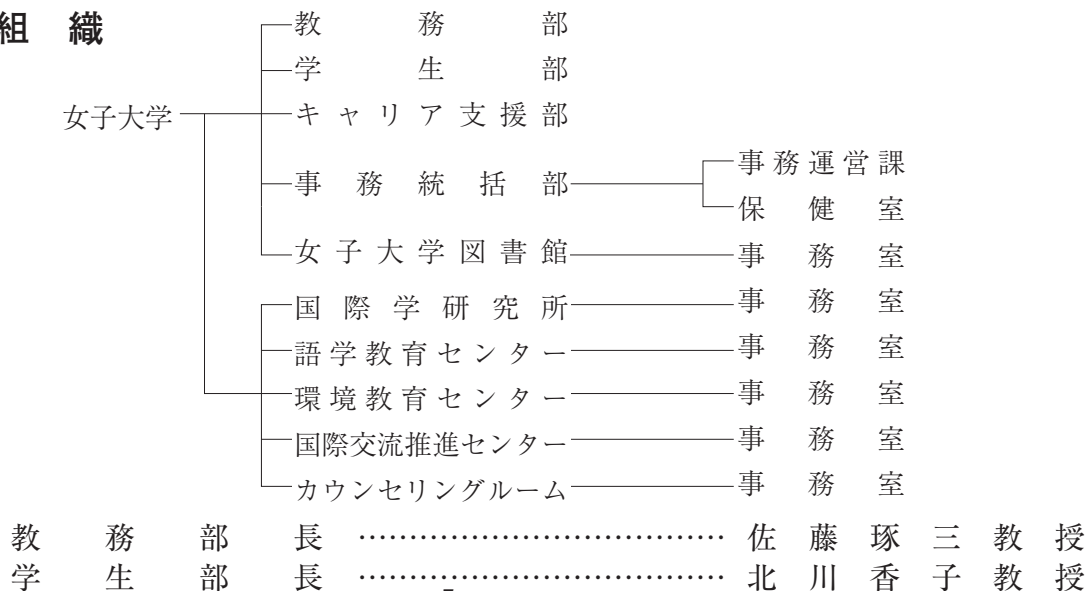 組織
教務部
学生部
女子大学 キャリア支援部
事務運営課
事務統括部
保健室
女子大学図書館 事務室
国際学研究所 事務室
語学教育センター 事務室
環境教育センター 事務室
国際交流推進センター 事務室
カウンセリングルーム 事務室
教務部長 ……………………………… 佐藤琢三教授
学生部長 ……………………………… 北川香子教授